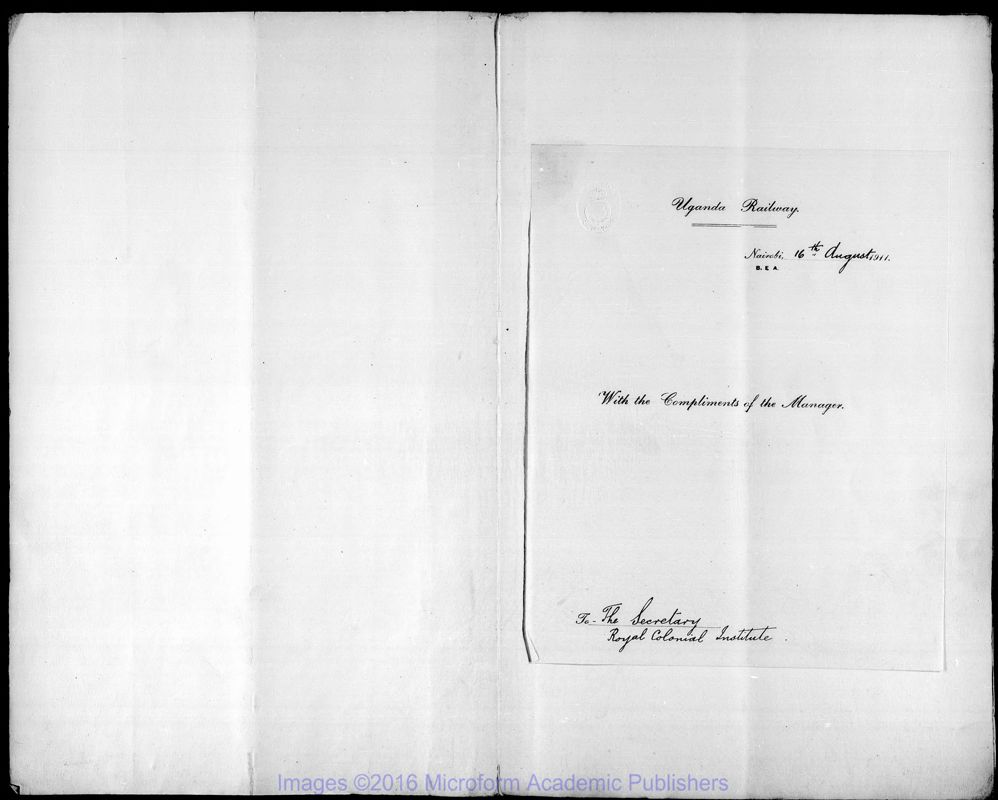 Uganda Railway.
Nairobi, 16th August 1911.
B. E. A.
With the Compliments of the Manager.
To- The Secretary
Royal Colonial Institute.
Images ©2016 Microform Academic Publishers